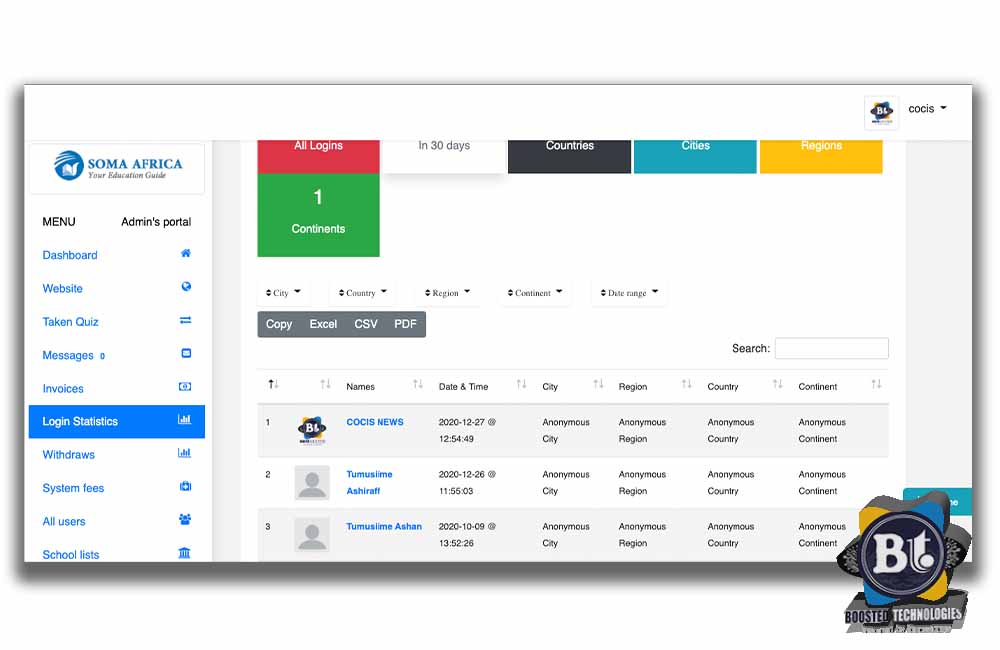 cocis
SOMA AFRICA
Your Education Guide
MENU Admin's portal
Dashboard
Website
Taken Quiz
Messages 0
Invoices
Login Statistics
Withdraws
System fees
All users
School lists
All Logins In 30 days Countries Cities Regions
1
Continents
City Country Region Continent Date range
Copy Excel CSV PDF
Search:
Names Date & Time City Region Country Continent
1 COCIS NEWS 2020-12-27 @ Anonymous Anonymous Anonymous Anonymous
12:54:49 City Region Country Continent
2 Tumusiime 2020-12-26 @ Anonymous Anonymous Anonymous Anonymous
Ashiraff 11:55:03 City Region Country Continent
3 Tumusiime Ashan 2020-10-09 @ Anonymous Anonymous Anonymous Anonymous
13:52:26 City Region Country Continent
Bt.
BOOSTED TECHNOLOGIES